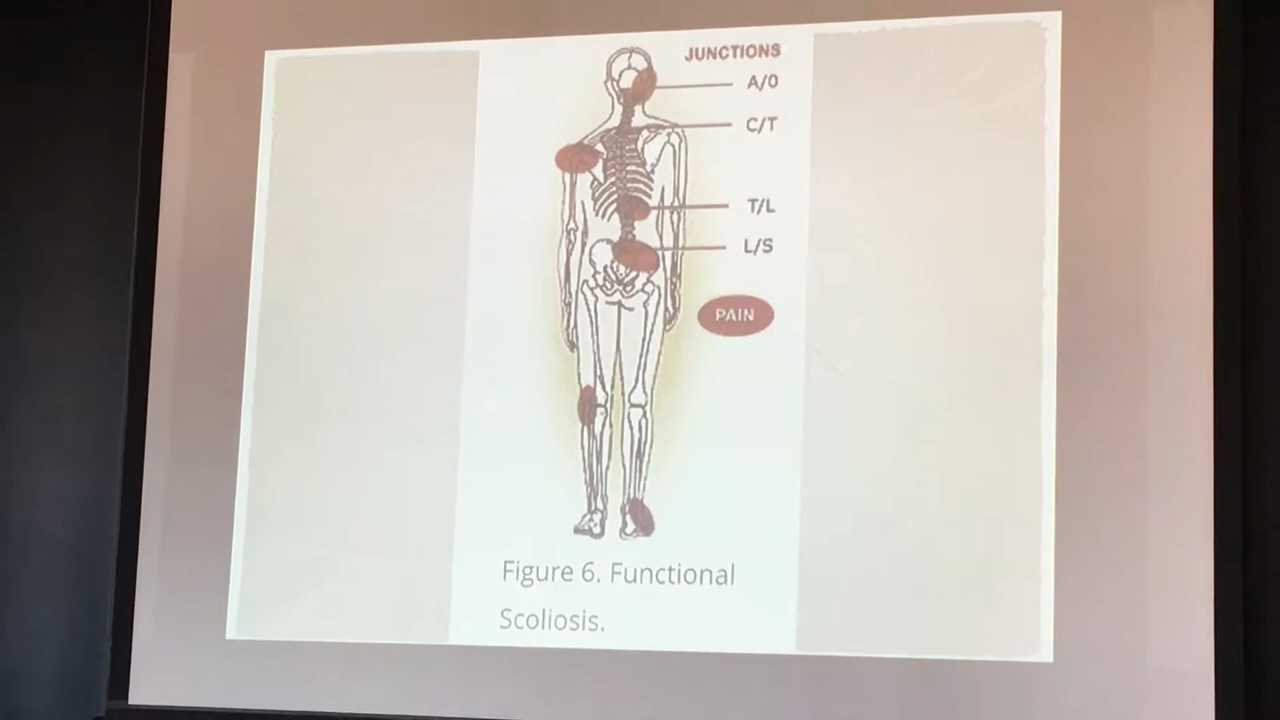 JUNCTIONS
A/O
C/T
T/L
L/S
PAIN
Figure 6. Functional
Scoliosis.